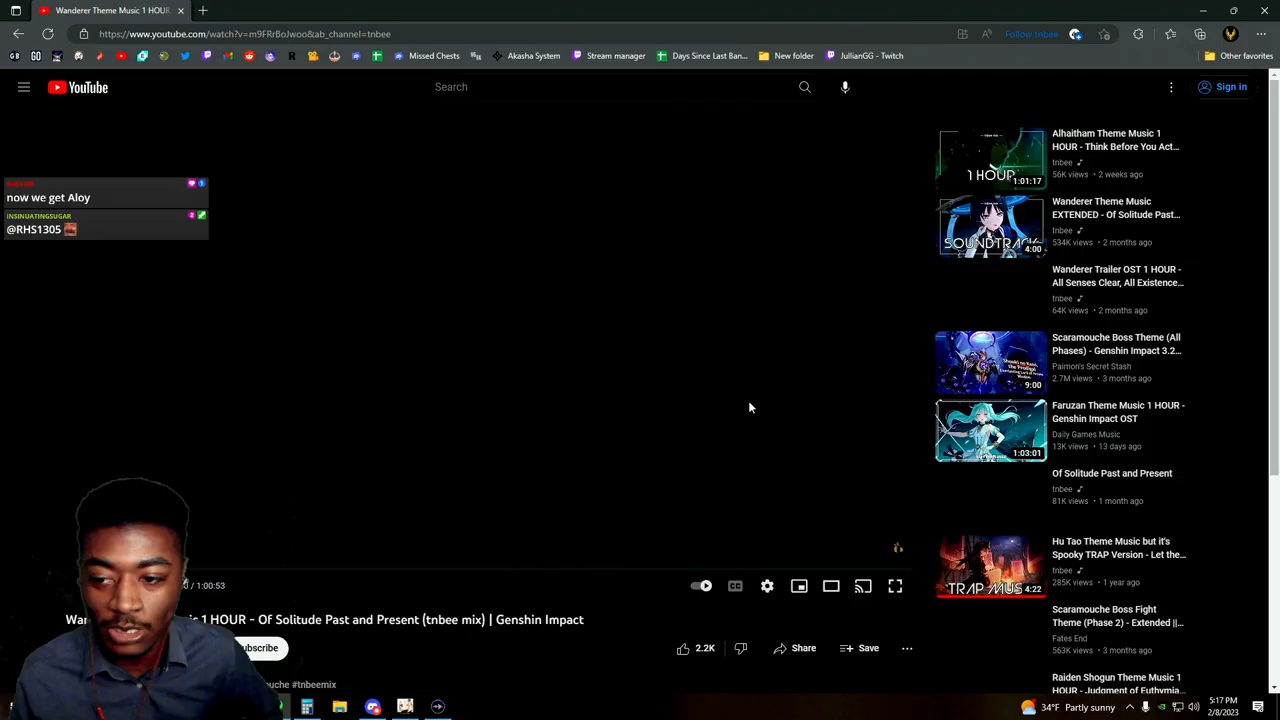 Wanderer Theme Music 1 HOUR
https://www.youtube.com/watch?v=m9FRrBoJwoo&ab_channel=tnbee
Follow tnbee
GO
Missed Chests
Akasha System
Stream manager
Days Since Last Ban...
New folder
JullianGG - Twitch
Other favorites
YouTube
Search
Sign in
now we get Aloy
INSINUATINGSUGAR
2
@RHS1305
1 HOUR
1:01:17
Alhaitham Theme Music 1
HOUR - Think Before You Act...
tnbee
56K views • 2 weeks ago
SOUNDTRACK
4:00
Wanderer Theme Music
EXTENDED - Of Solitude Past...
tnbee
534K views • 2 months ago
Wanderer Trailer OST 1 HOUR -
All Senses Clear, All Existence...
tnbee
64K views • 2 months ago
9:00
Scaramouche Boss Theme (All
Phases) - Genshin Impact 3.2...
Paimon's Secret Stash
2.7M views • 3 months ago
1:03:01
Faruzan Theme Music 1 HOUR -
Genshin Impact OST
Daily Games Music
13K views • 13 days ago
Of Solitude Past and Present
tnbee
81K views • 1 month ago
TRAP MUS
4:22
Hu Tao Theme Music but it's
Spooky TRAP Version - Let the...
tnbee
285K views • 1 year ago
Scaramouche Boss Fight
Theme (Phase 2) - Extended ||...
Fates End
563K views • 3 months ago
Raiden Shogun Theme Music 1
HOUR - Judgment of Euthymia...
/ 1:00:53
CC
1 HOUR - Of Solitude Past and Present (tnbee mix) | Genshin Impact
2.2K
Share
Save
#tnbeemix
34°F Partly sunny
5:17 PM
2/8/2023